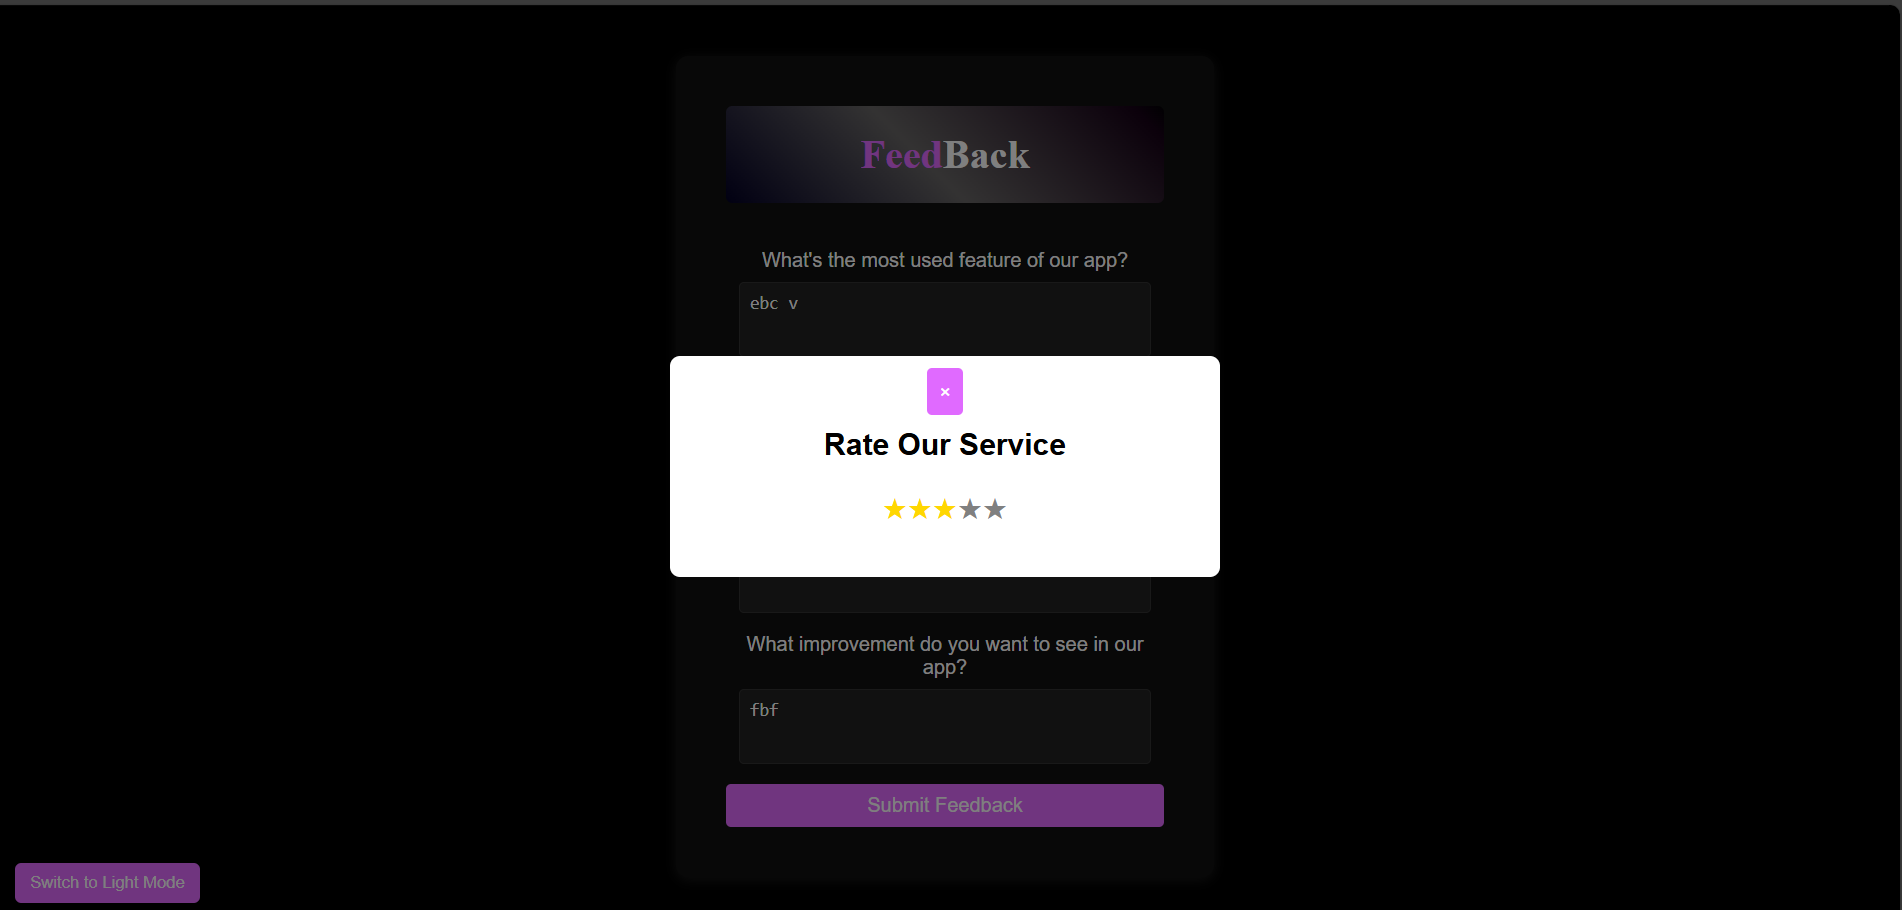 FeedBack
What's the most used feature of our app?
ebc v
×
Rate Our Service
★★★★★
What improvement do you want to see in our
app?
fbf
Submit Feedback
Switch to Light Mode